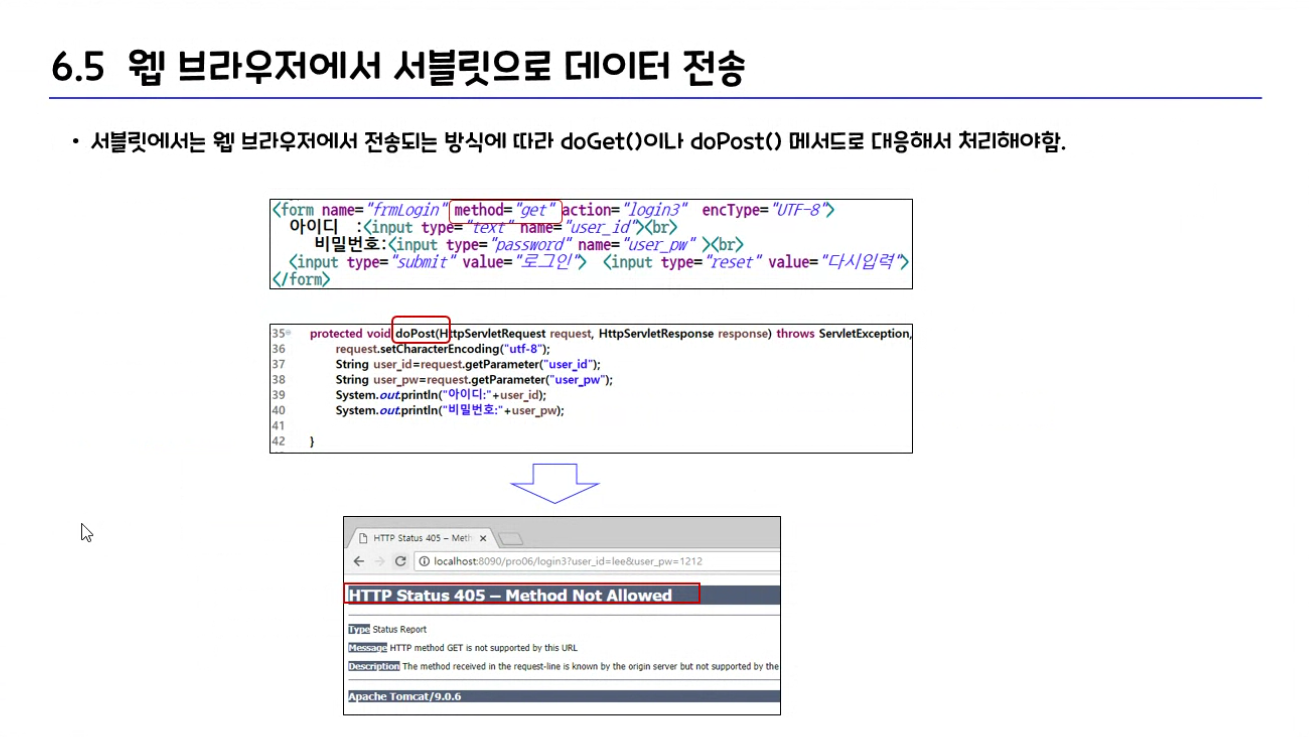 6.5 웹 브라우저에서 서블릿으로 데이터 전송
• 서블릿에서는 웹 브라우저에서 전송되는 방식에 따라 doGet()이나 doPost() 메서드로 대응해서 처리해야함.
<form name="frmLogin" method="get" action="login3" encType="UTF-8">
아이디 :<input type="text" name="user_id"><br>
비밀번호:<input type="password" name="user_pw" ><br>
<input type="submit" value="로그인"> <input type="reset" value="다시입력">
</form>
35 protected void doPost(HttpServletRequest request, HttpServletResponse response) throws ServletException,
36 request.setCharacterEncoding("utf-8");
37 String user_id=request.getParameter("user_id");
38 String user_pw=request.getParameter("user_pw");
39 System.out.println("아이디:"+user_id);
40 System.out.println("비밀번호:"+user_pw);
41
42 }
HTTP Status 405 – Meth
localhost:8090/pro06/login3?user_id=lee&user_pw=1212
HTTP Status 405 – Method Not Allowed
Type Status Report
Message HTTP method GET is not supported by this URL
Description The method received in the request-line is known by the origin server but not supported by the
Apache Tomcat/9.0.6